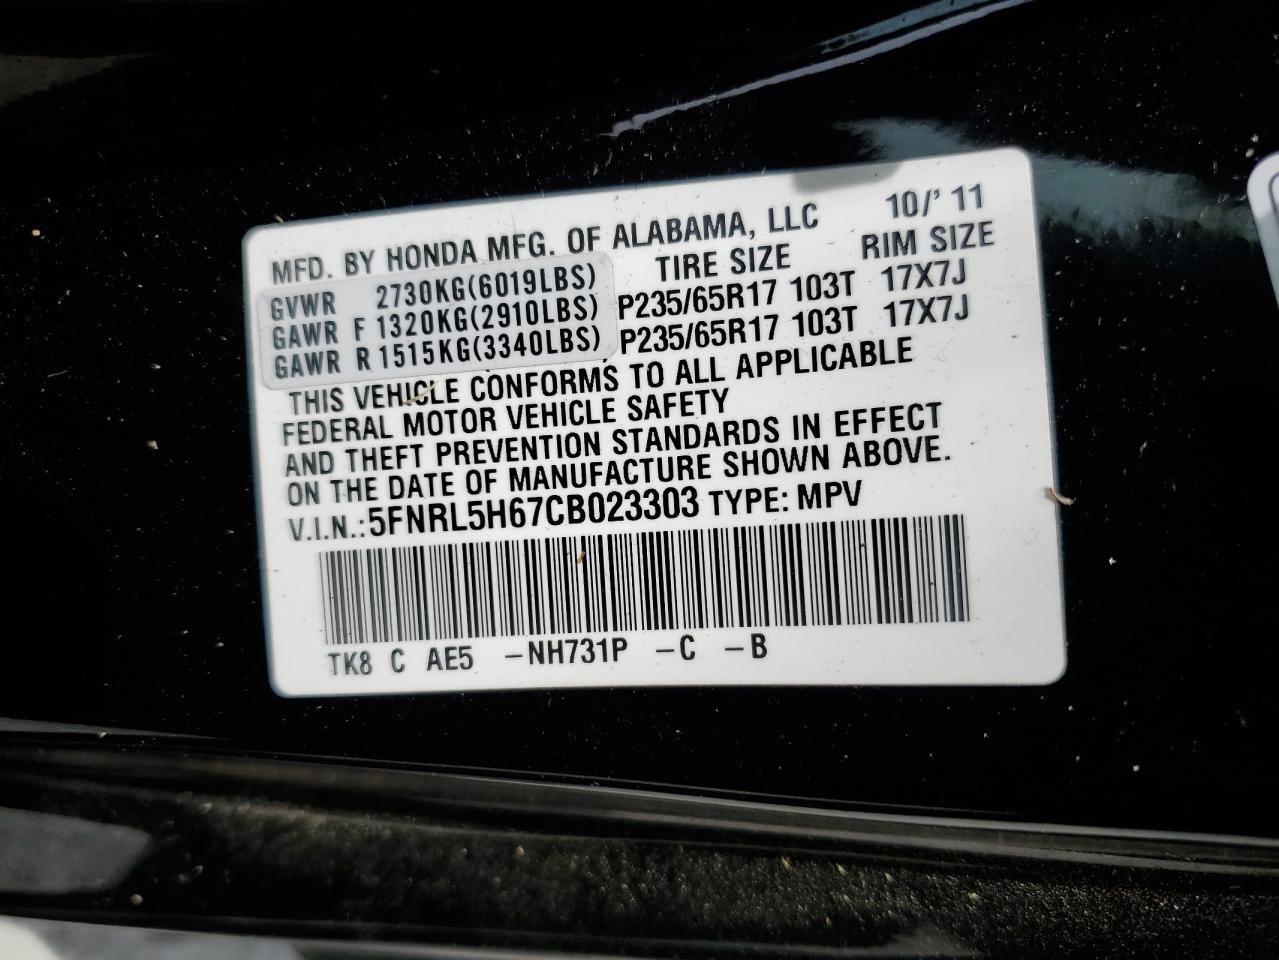 MFD. BY HONDA MFG. OF ALABAMA, LLC 10/' 11
GVWR 2730KG(6019LBS) TIRE SIZE RIM SIZE
GAWR F 1320KG(2910LBS) P235/65R17 103T 17X7J
GAWR R 1515KG(3340LBS) P235/65R17 103T 17X7J
THIS VEHICLE CONFORMS TO ALL APPLICABLE
FEDERAL MOTOR VEHICLE SAFETY
AND THEFT PREVENTION STANDARDS IN EFFECT
ON THE DATE OF MANUFACTURE SHOWN ABOVE.
V.I.N.: 5FNRL5H67CB023303 TYPE: MPV
TK8 C AE5 -NH731P -C -B